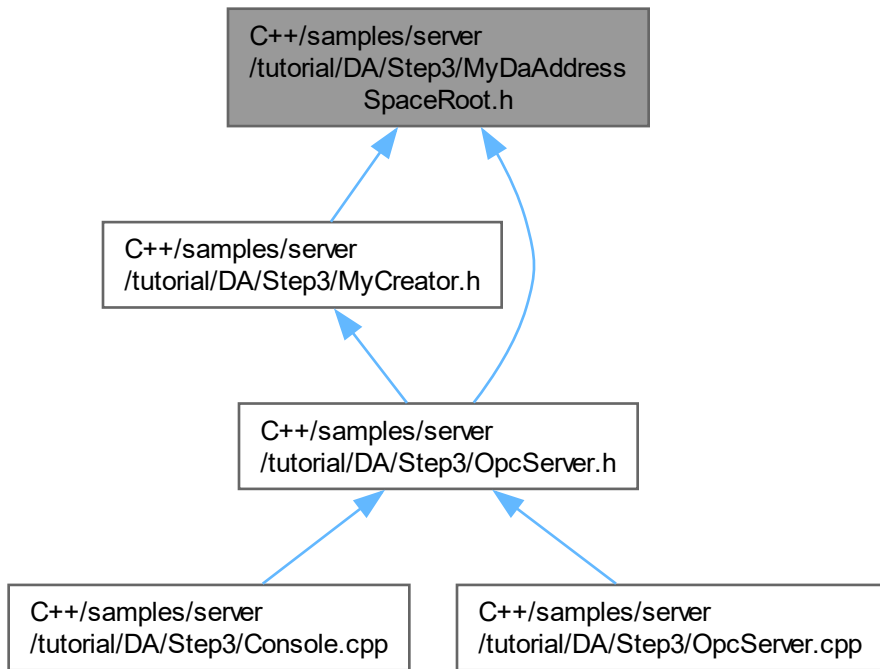 C++/samples/server
/tutorial/DA/Step3/MyDaAddress
SpaceRoot.h
C++/samples/server
/tutorial/DA/Step3/MyCreator.h
C++/samples/server
/tutorial/DA/Step3/OpcServer.h
C++/samples/server
/tutorial/DA/Step3/Console.cpp
C++/samples/server
/tutorial/DA/Step3/OpcServer.cpp